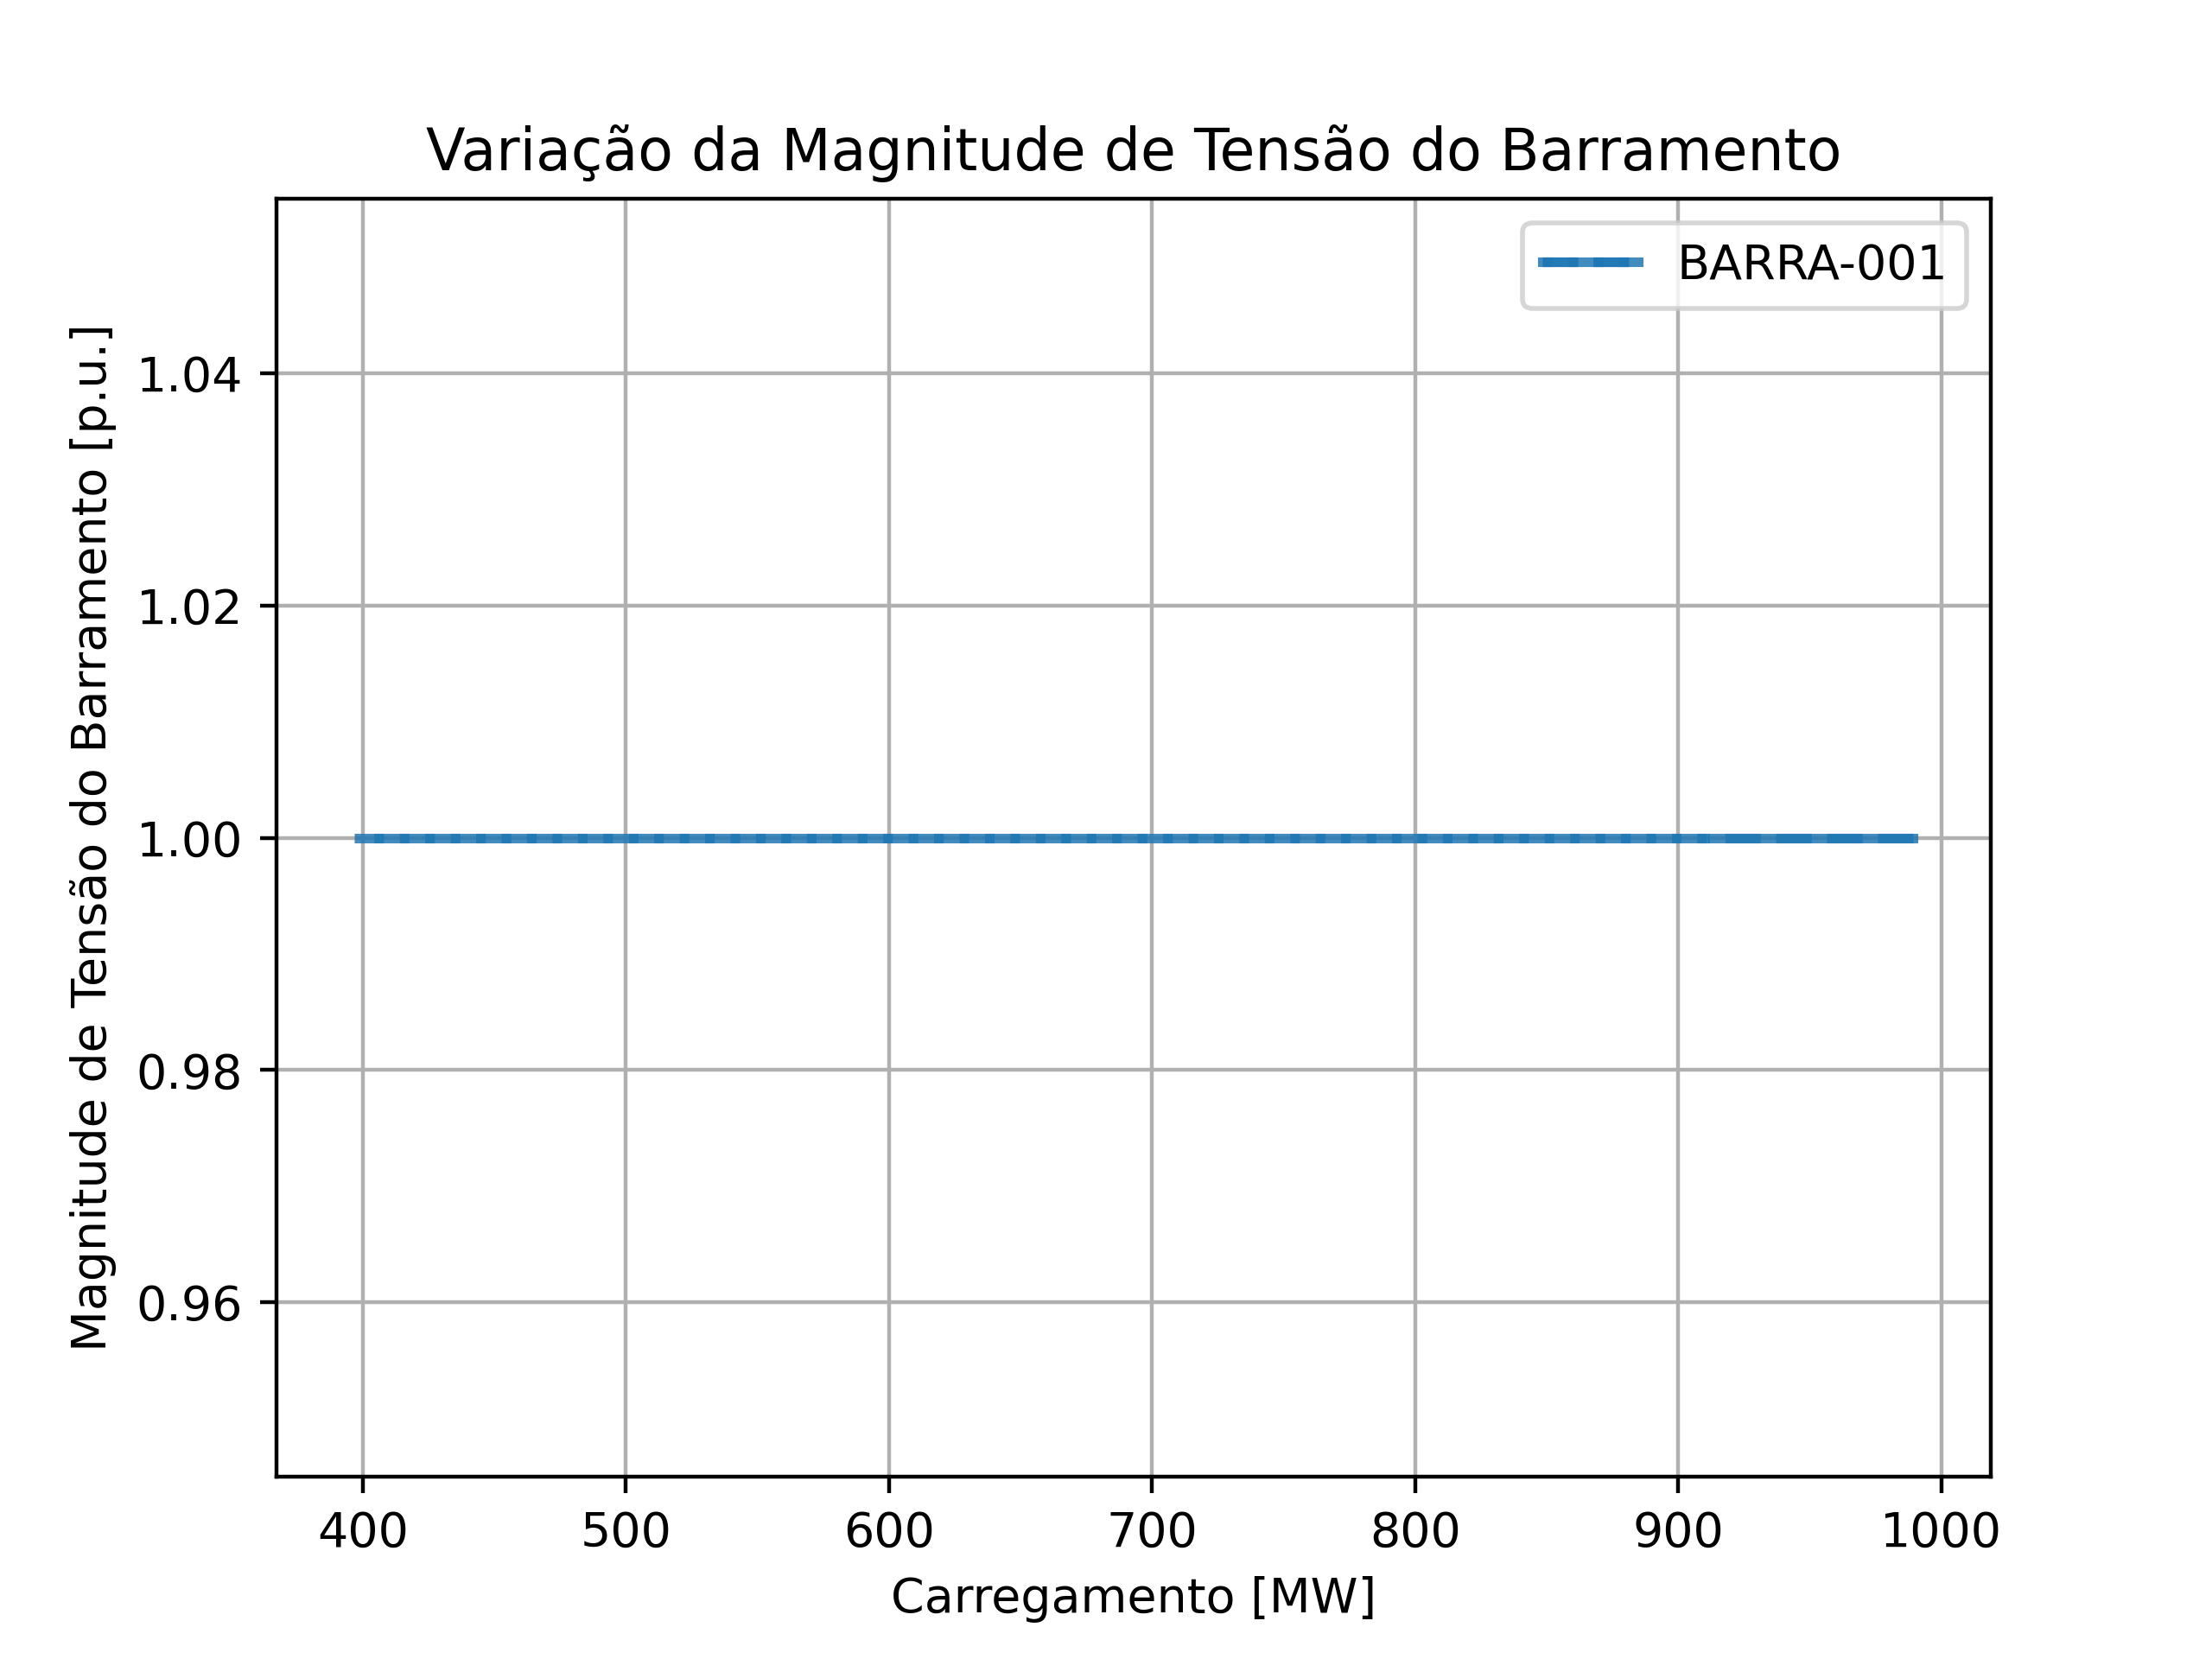 Variação da Magnitude de Tensão do Barramento
BARRA-001
Magnitude de Tensão do Barramento [p.u.]
1.04
1.02
1.00
0.98
0.96
400 500 600 700 800 900 1000
Carregamento [MW]